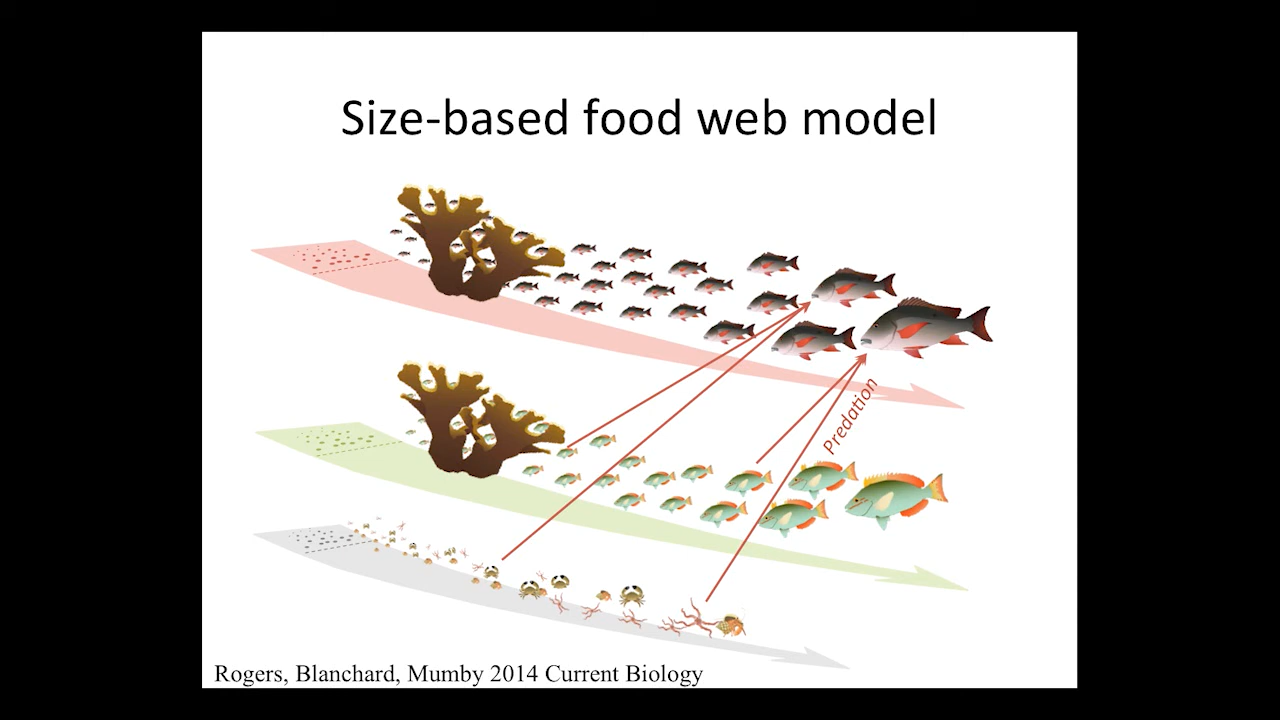 Size-based food web model
Predation
Rogers, Blanchard, Mumby 2014 Current Biology